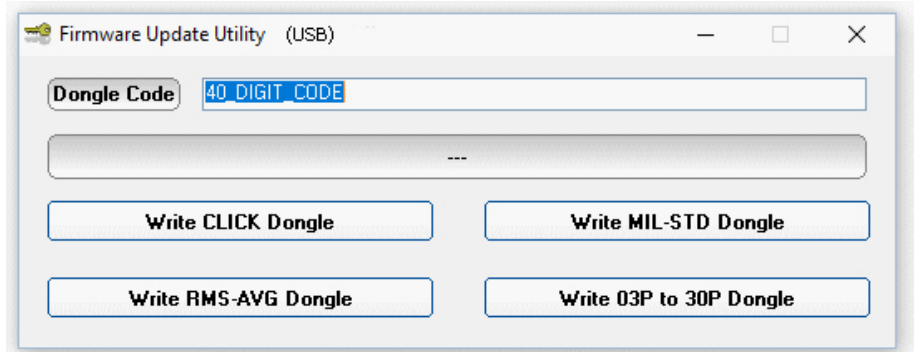 Firmware Update Utility (USB)
Dongle Code 40_DIGIT_CODE
---
Write CLICK Dongle Write MIL-STD Dongle
Write RMS-AVG Dongle Write 03P to 30P Dongle